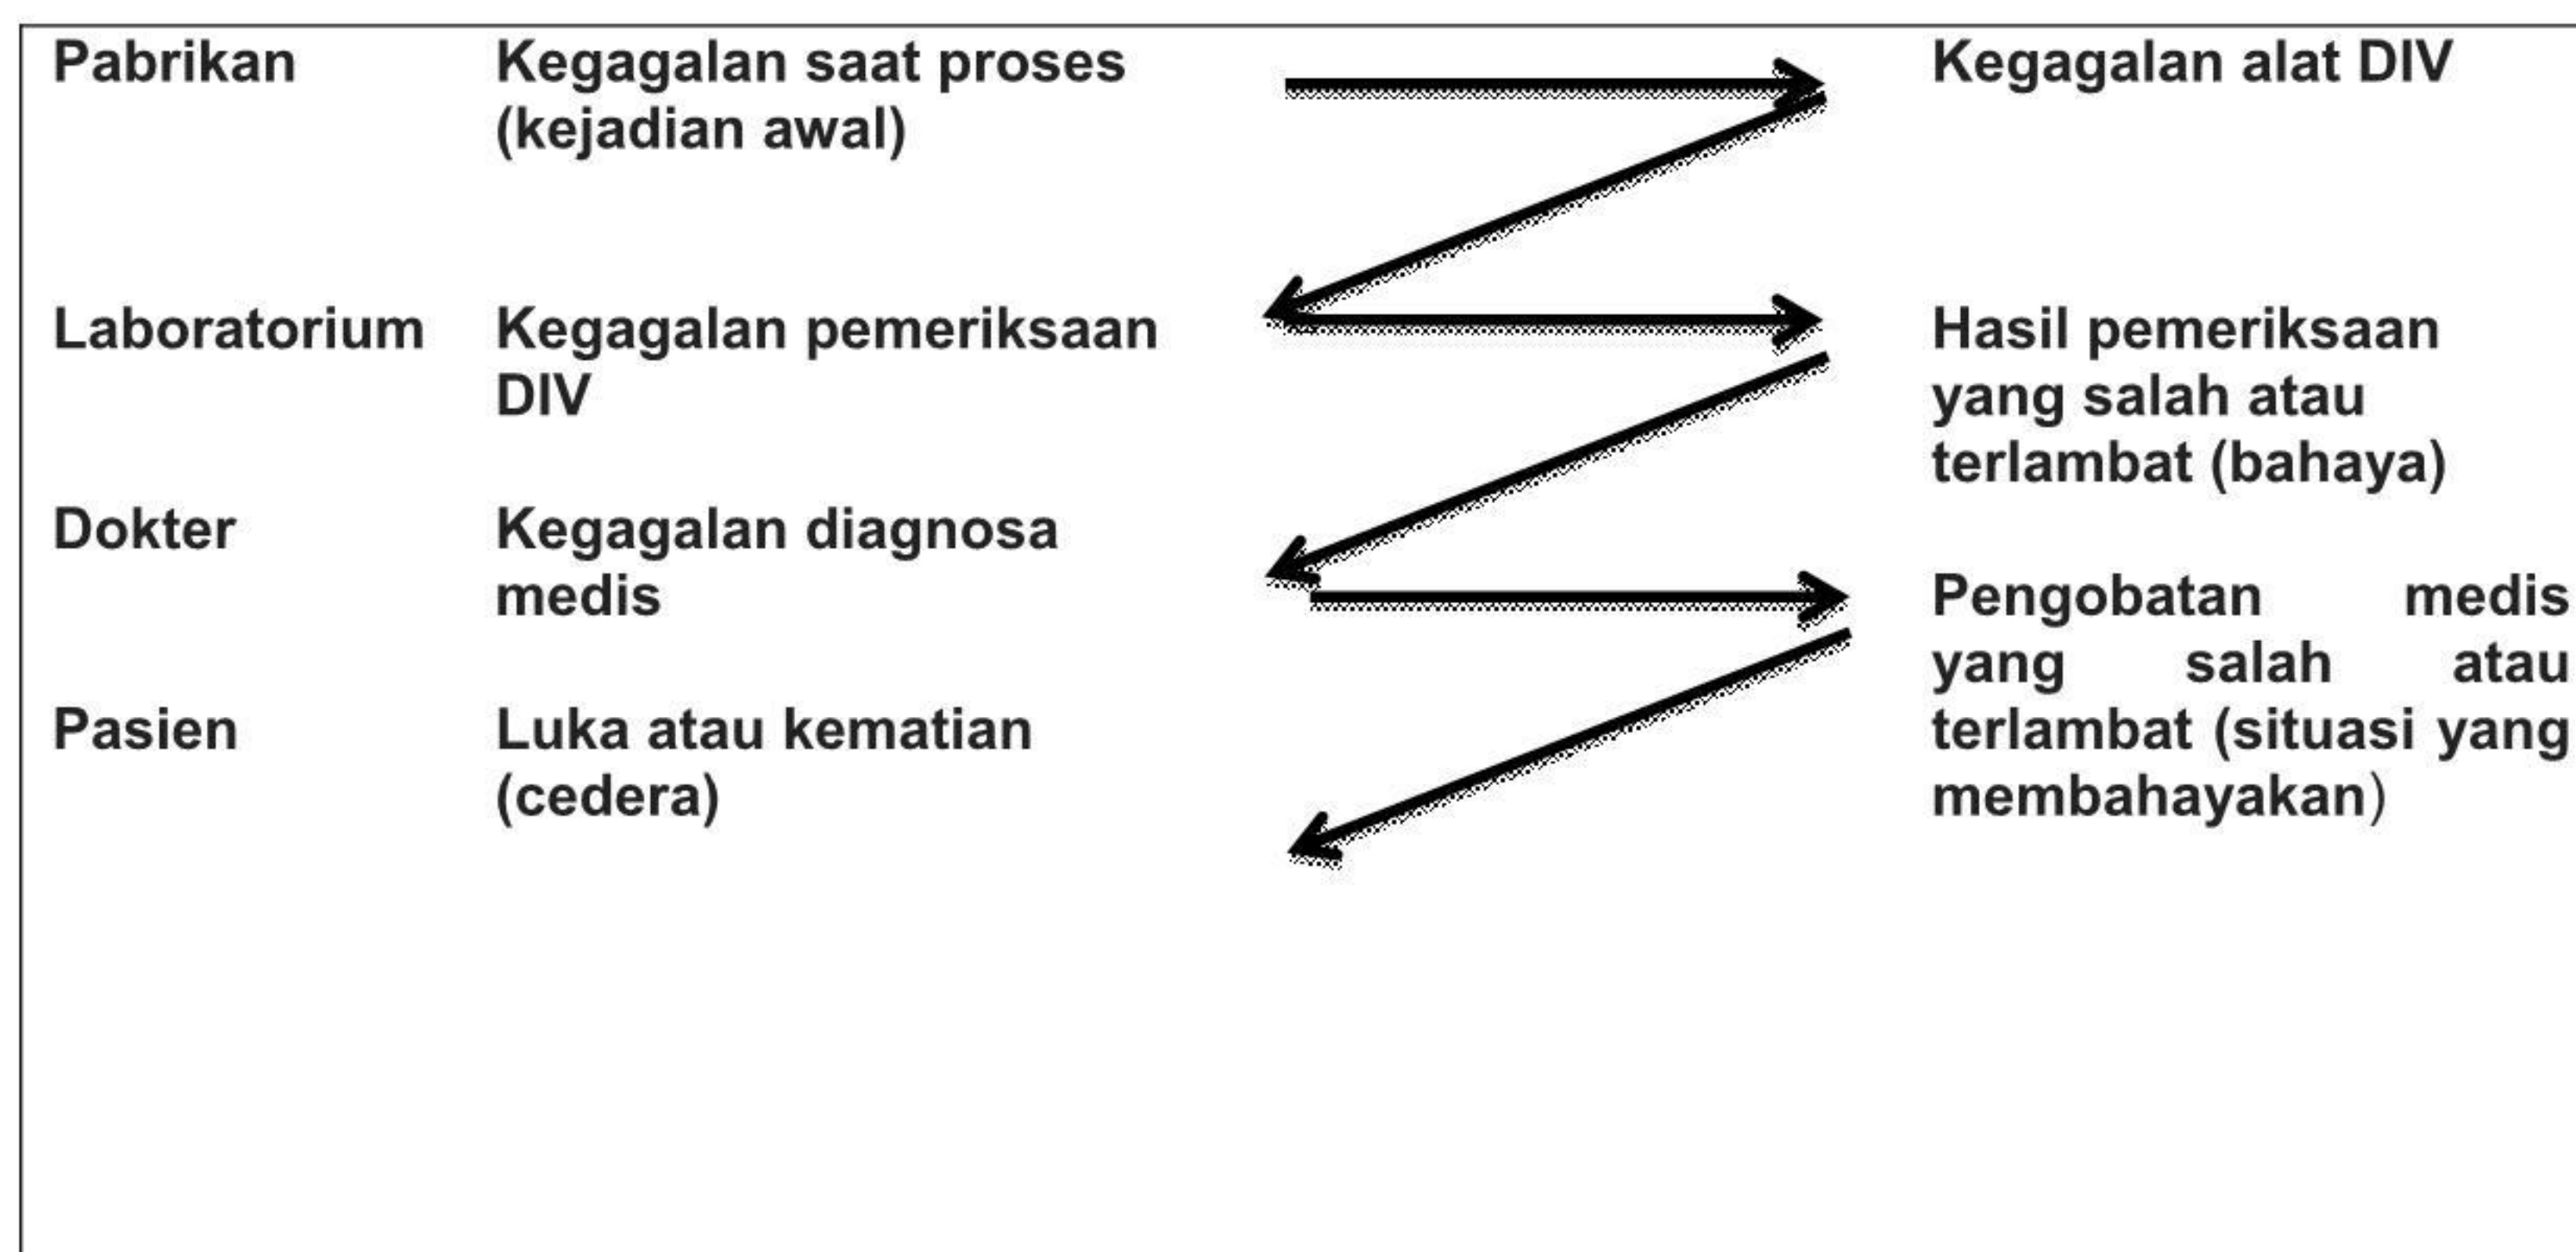 Pabrikan Kegagalan saat proses Kegagalan alat DIV
(kejadian awal)
Laboratorium Kegagalan pemeriksaan Hasil pemeriksaan
DIV yang salah atau
terlambat (bahaya)
Dokter Kegagalan diagnosa
medis Pengobatan medis
yang salah atau
Pasien Luka atau kematian terlambat (situasi yang
(cedera) membahayakan)